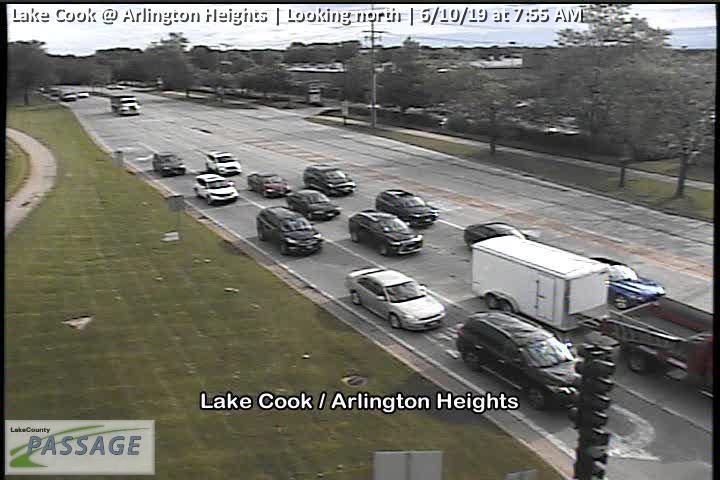 Lake Cook @ Arlington Heights | Looking north | 6/10/19 at 7:55 AM
Lake Cook / Arlington Heights
LakeCounty
PASSAGE